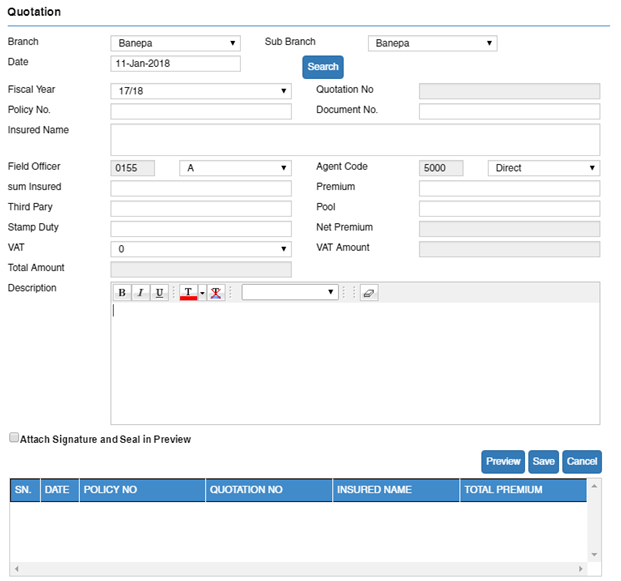 Quotation
Branch Banepa Sub Branch Banepa
Date 11-Jan-2018 Search
Fiscal Year 17/18 Quotation No
Policy No. Document No.
Insured Name
Field Officer 0155 A Agent Code 5000 Direct
sum Insured Premium
Third Pary Pool
Stamp Duty Net Premium
VAT 0 VAT Amount
Total Amount
Description B I U T T
Attach Signature and Seal in Preview
Preview Save Cancel
SN. DATE POLICY NO QUOTATION NO INSURED NAME TOTAL PREMIUM